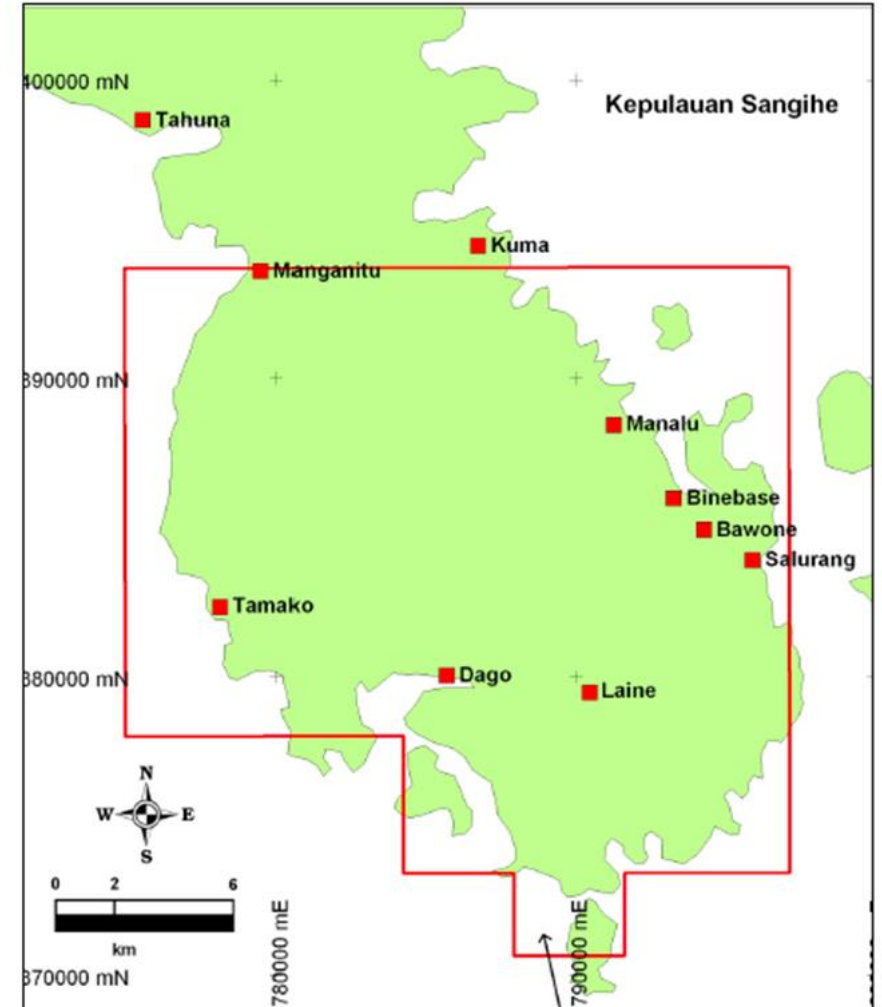 400000 mN
Kepulauan Sangihe
Tahuna
Kuma
Manganitu
390000 mN
Manalu
Binebase
Bawone
Salurang
Tamako
380000 mN
Dago
Laine
N
W E
S
0 2 6
km
780000 mE
790000 mE
370000 mN